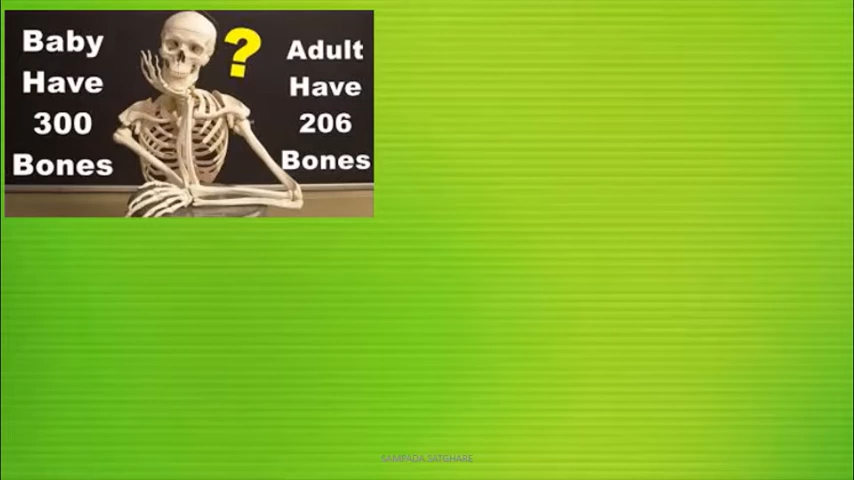 Baby
Have
300
Bones
?
Adult
Have
206
Bones
SAMPADA SATGHARE